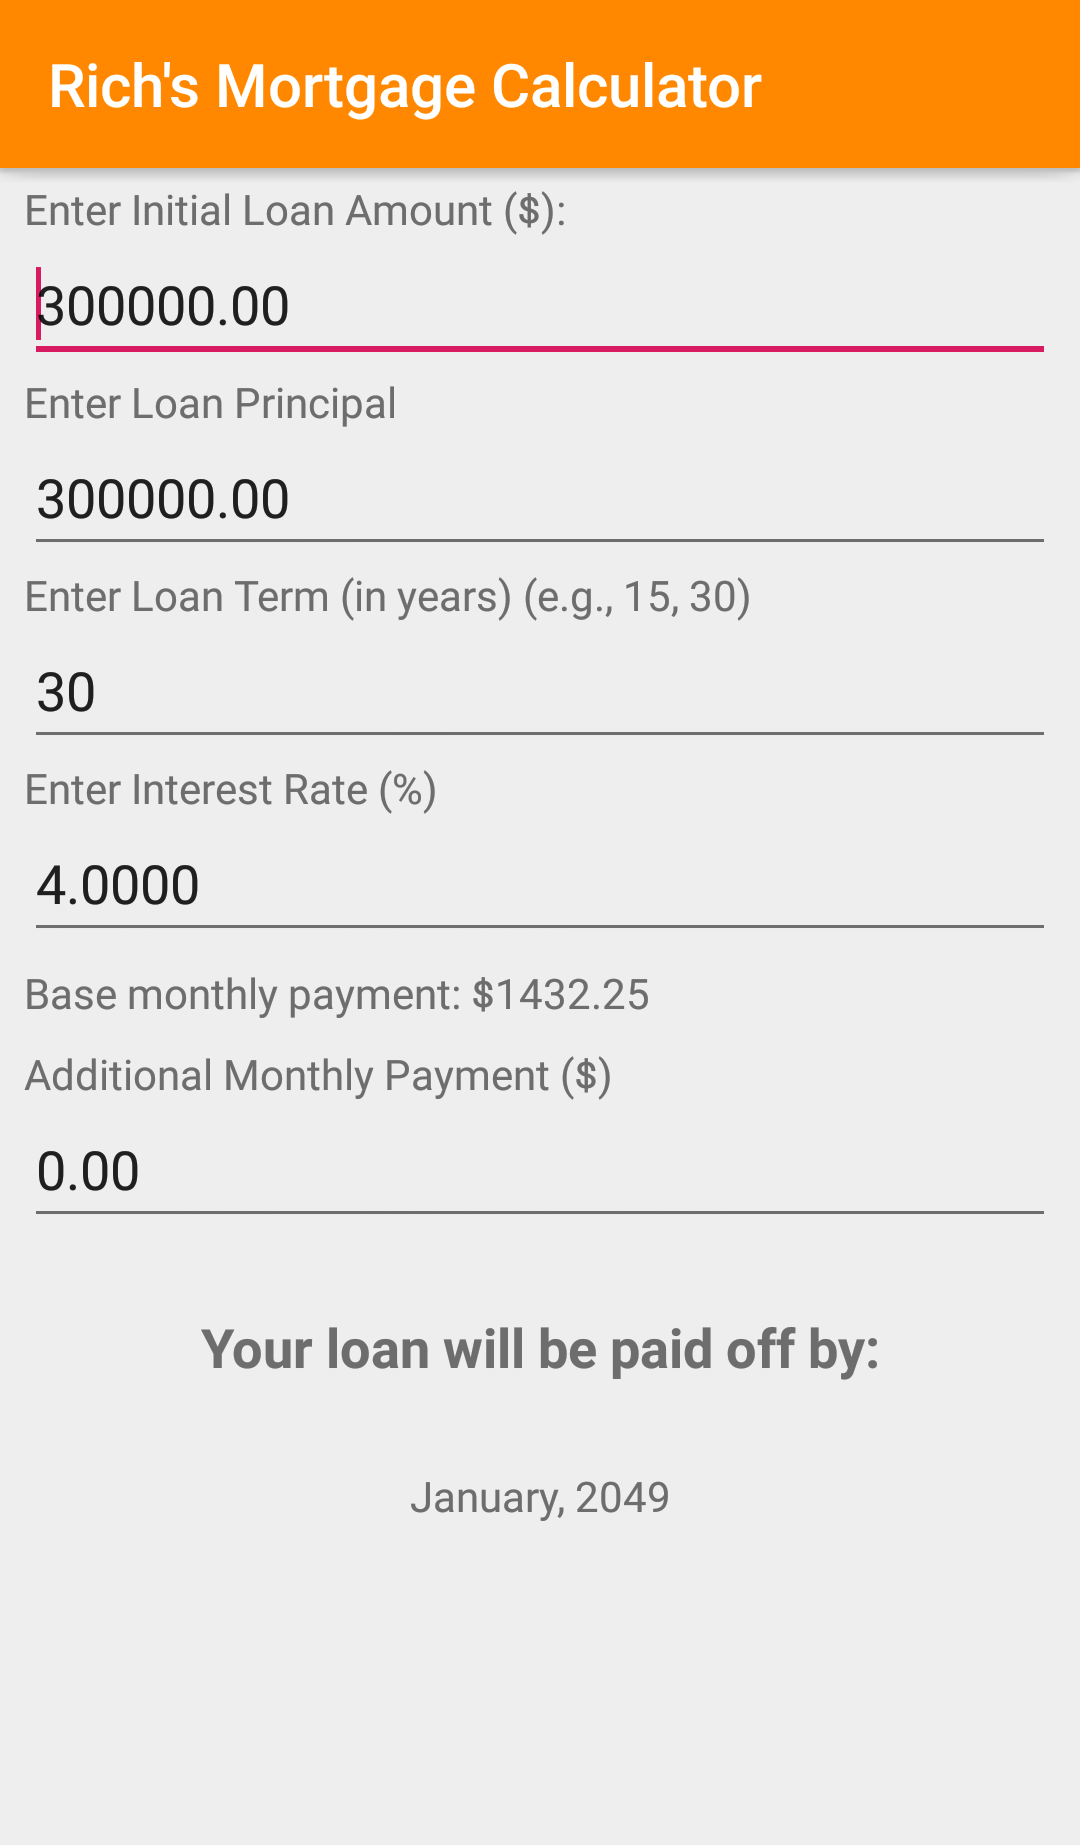 Rich's Mortgage Calculator
Enter Initial Loan Amount ($):
300000.00
Enter Loan Principal
300000.00
Enter Loan Term (in years) (e.g., 15, 30)
30
Enter Interest Rate (%)
4.0000
Base monthly payment: $1432.25
Additional Monthly Payment ($)
0.00
Your loan will be paid off by:
January, 2049